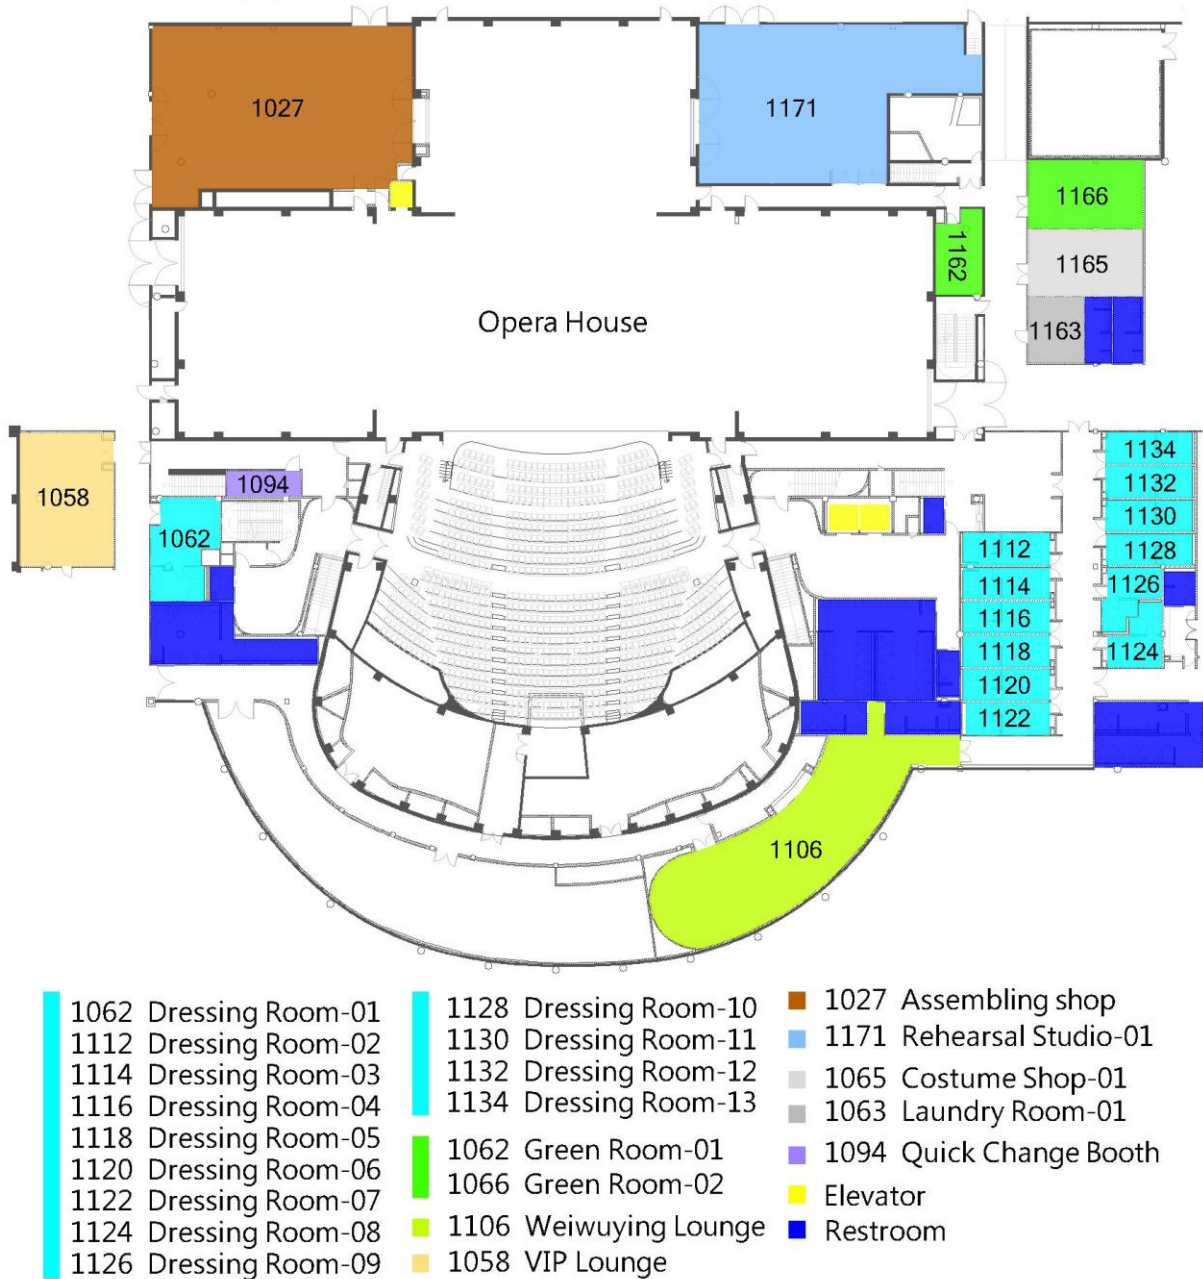 1027
1171
1166
1162
1165
Opera House
1163
1134
1058
1094
1132
1062
1130
1112
1128
1114
1126
1116
1118
1124
1120
1122
1106
1062 Dressing Room-01
1112 Dressing Room-02
1114 Dressing Room-03
1116 Dressing Room-04
1118 Dressing Room-05
1120 Dressing Room-06
1122 Dressing Room-07
1124 Dressing Room-08
1126 Dressing Room-09
1128 Dressing Room-10
1130 Dressing Room-11
1132 Dressing Room-12
1134 Dressing Room-13
1062 Green Room-01
1066 Green Room-02
1106 Weiwuying Lounge
1058 VIP Lounge
1027 Assembling shop
1171 Rehearsal Studio-01
1065 Costume Shop-01
1063 Laundry Room-01
1094 Quick Change Booth
Elevator
Restroom